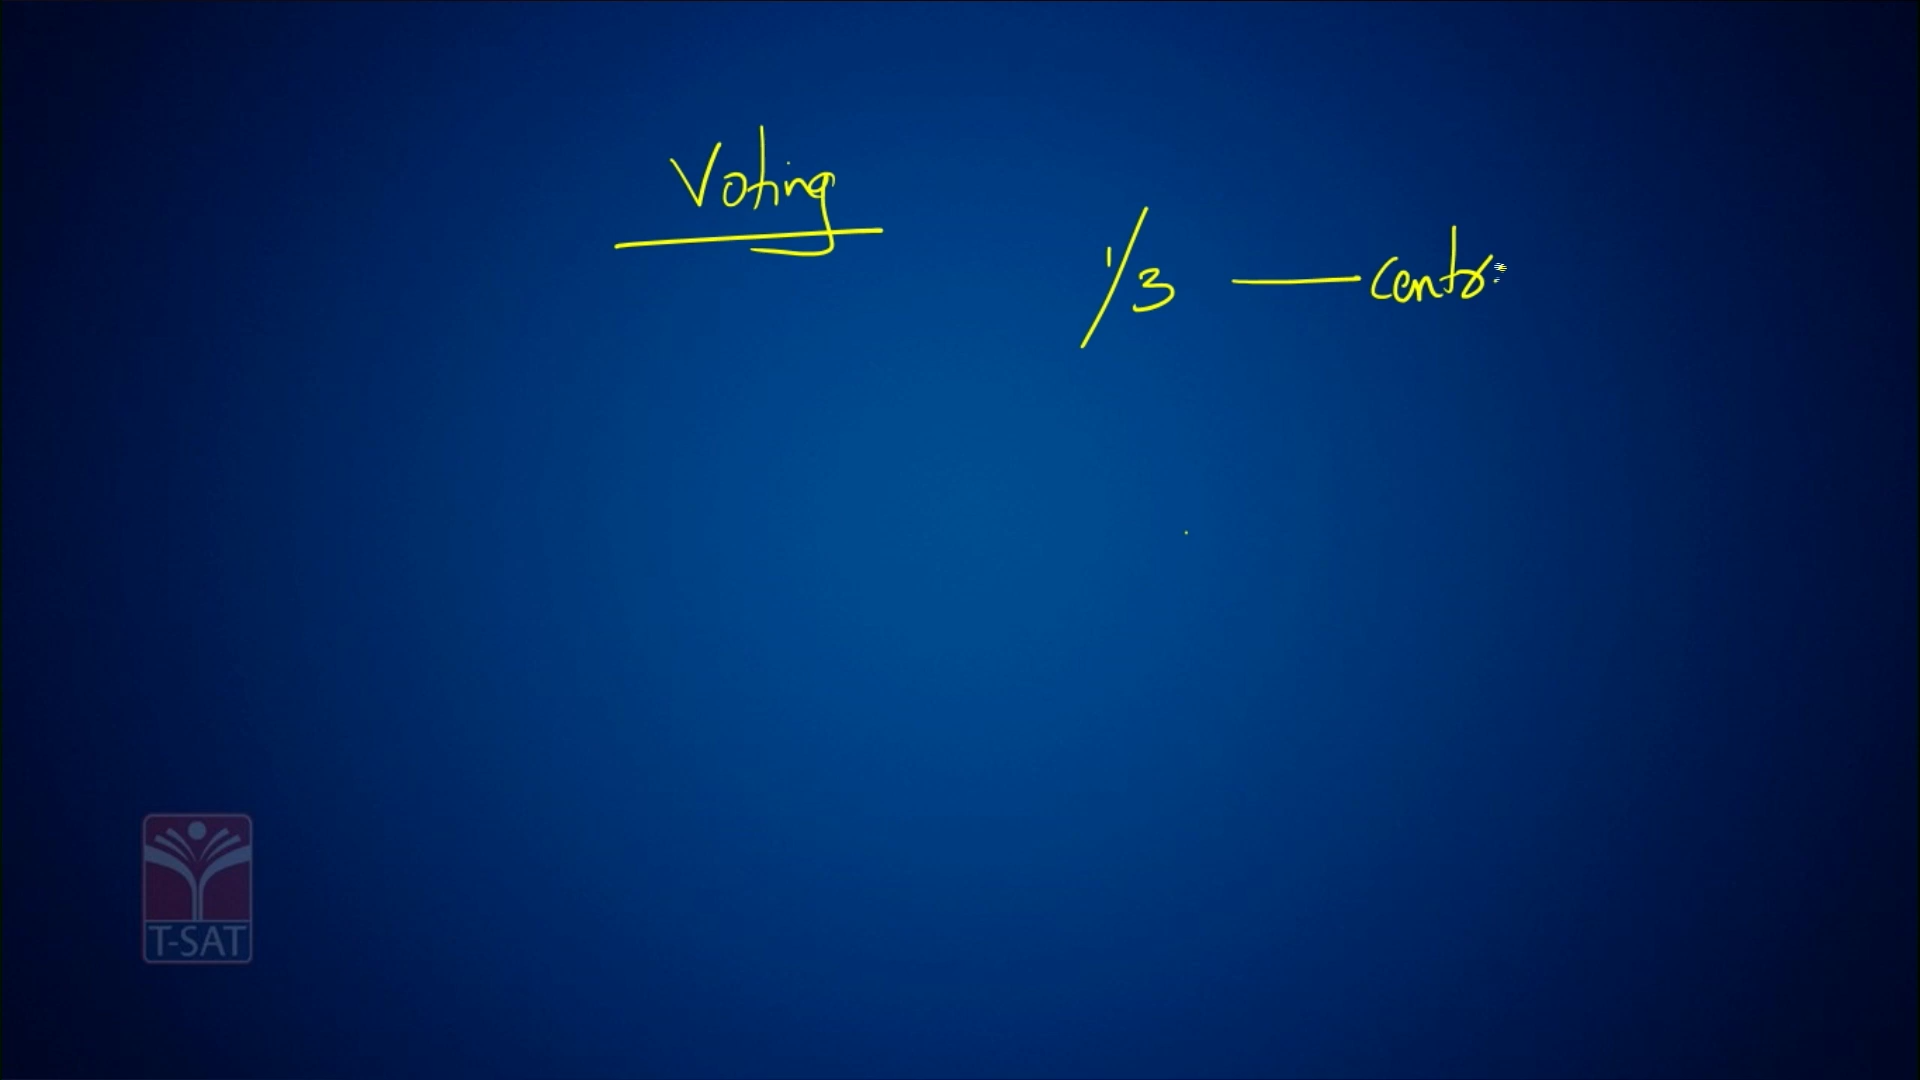 Voting
1/3 — centr
T-SAT